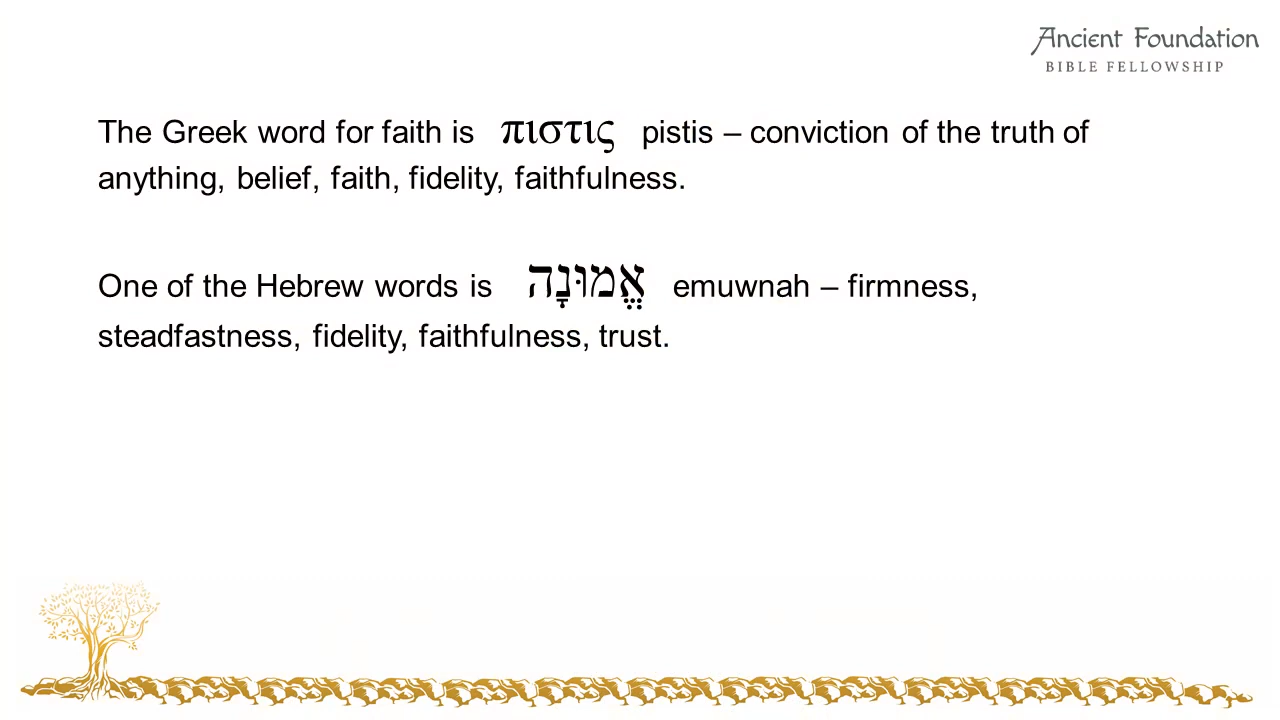 Ancient Foundation
BIBLE FELLOWSHIP
The Greek word for faith is πιστις pistis – conviction of the truth of
anything, belief, faith, fidelity, faithfulness.
One of the Hebrew words is אֱמוּנָה emuwnah – firmness,
steadfastness, fidelity, faithfulness, trust.